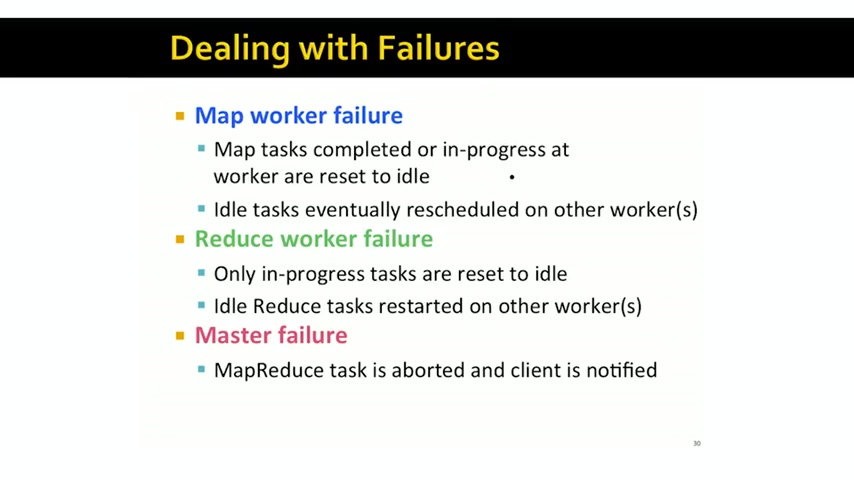 Dealing with Failures
Map worker failure
Map tasks completed or in-progress at
worker are reset to idle
Idle tasks eventually rescheduled on other worker(s)
Reduce worker failure
Only in-progress tasks are reset to idle
Idle Reduce tasks restarted on other worker(s)
Master failure
MapReduce task is aborted and client is notified
30